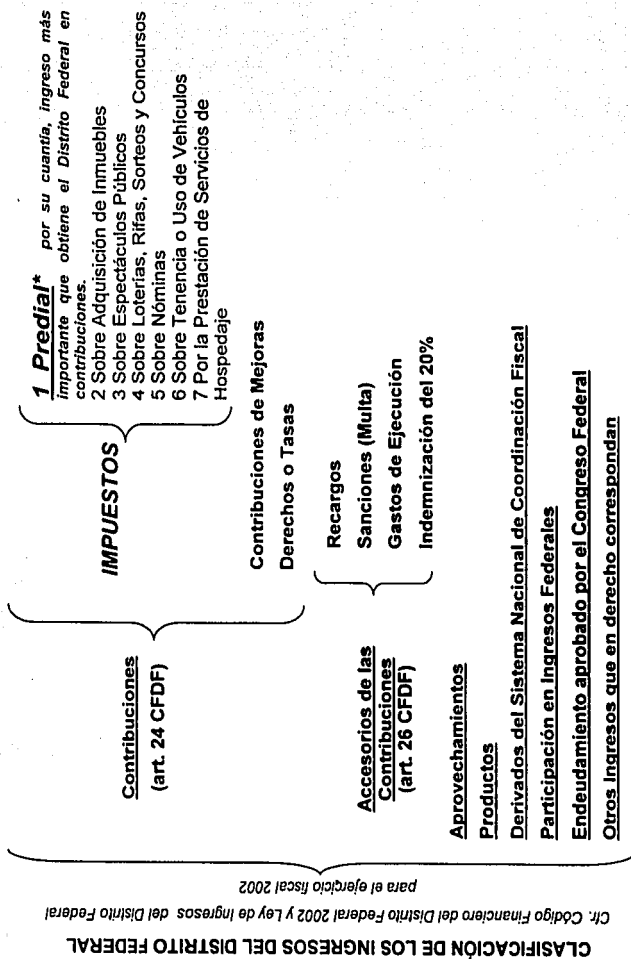 CLASIFICACIÓN DE LOS INGRESOS DEL DISTRITO FEDERAL
Cfr. Código Financiero del Distrito Federal 2002 y Ley de Ingresos del Distrito Federal
para el ejercicio fiscal 2002
Contribuciones
(art. 24 CFDF)
IMPUESTOS
1 Predial* por su cuantía, ingreso más
importante que obtiene el Distrito Federal en
contribuciones.
2 Sobre Adquisición de Inmuebles
3 Sobre Espectáculos Públicos
4 Sobre Loterías, Rifas, Sorteos y Concursos
5 Sobre Nóminas
6 Sobre Tenencia o Uso de Vehículos
7 Por la Prestación de Servicios de
Hospedaje
Contribuciones de Mejoras
Derechos o Tasas
Accesorios de las
Contribuciones
(art. 26 CFDF)
Recargos
Sanciones (Multa)
Gastos de Ejecución
Indemnización del 20%
Aprovechamientos
Productos
Derivados del Sistema Nacional de Coordinación Fiscal
Participación en Ingresos Federales
Endeudamiento aprobado por el Congreso Federal
Otros Ingresos que en derecho correspondan